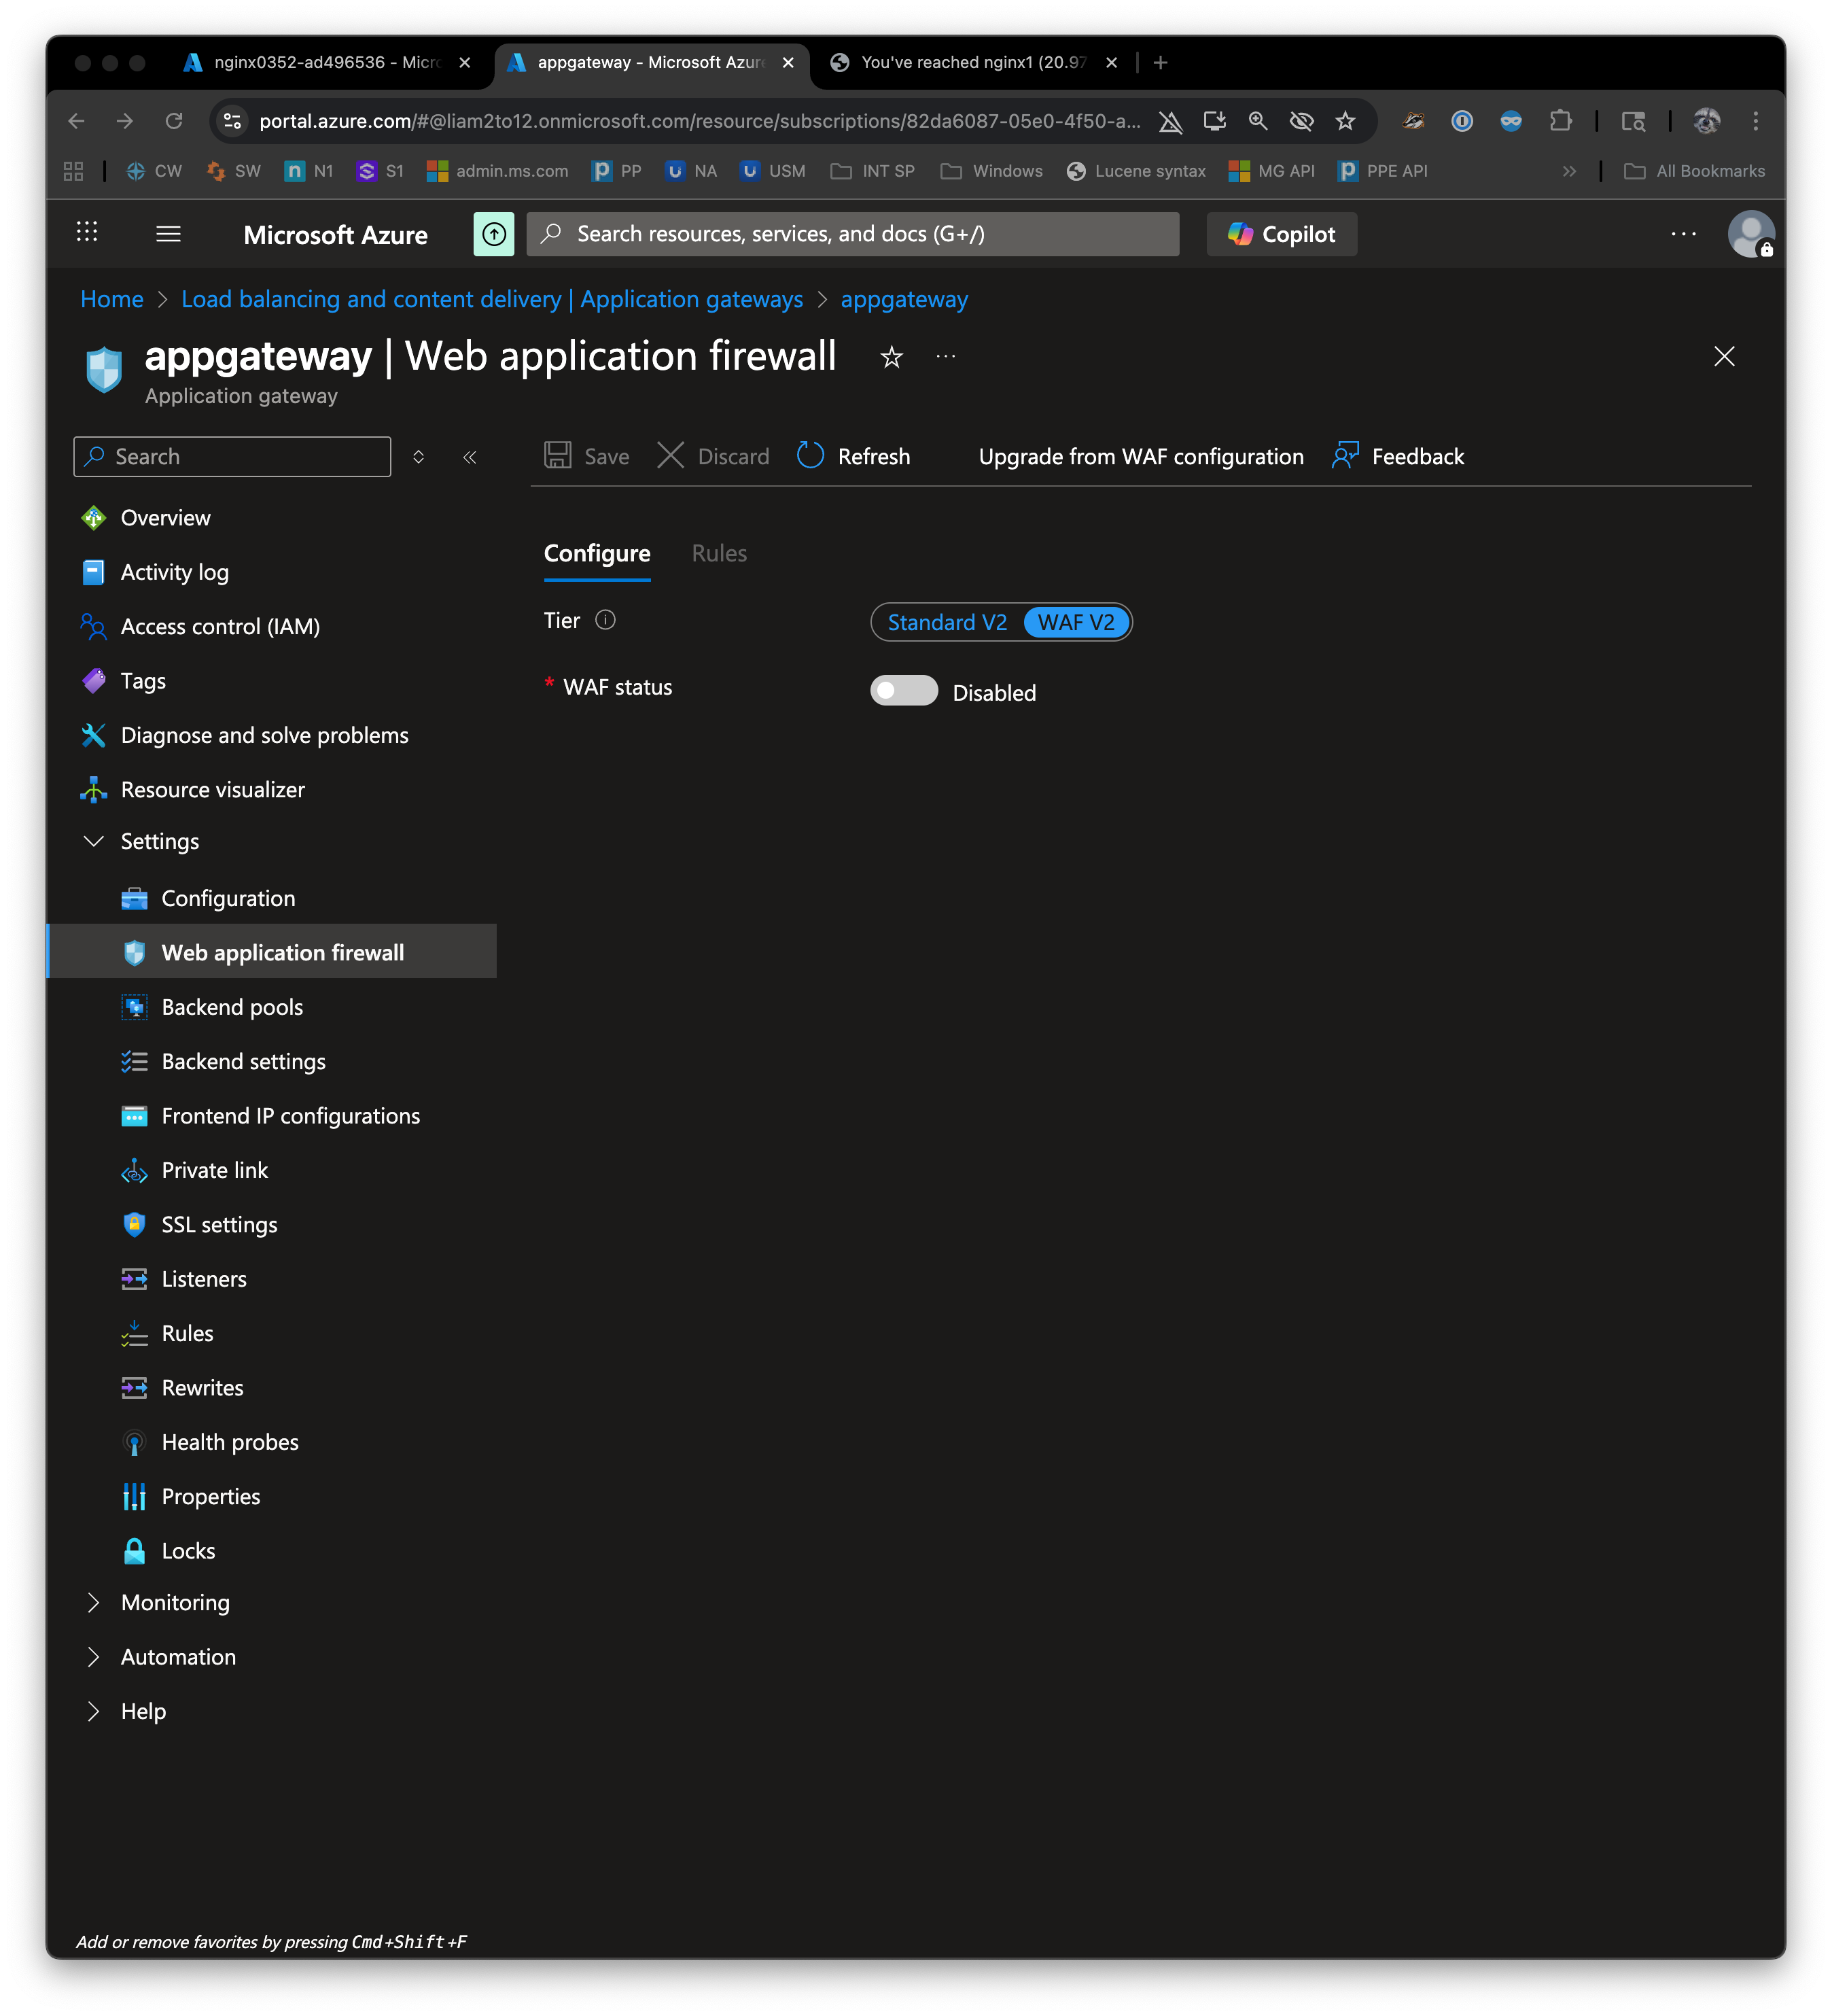 nginx0352-ad496536 - Micro
appgateway - Microsoft Azure
You've reached nginx1 (20.97
portal.azure.com/#@liam2to12.onmicrosoft.com/resource/subscriptions/82da6087-05e0-4f50-a...
CW
SW
N1
S1
admin.ms.com
PP
NA
USM
INT SP
Windows
Lucene syntax
MG API
PPE API
All Bookmarks
Microsoft Azure
Search resources, services, and docs (G+/)
Copilot
Home > Load balancing and content delivery | Application gateways > appgateway
appgateway | Web application firewall
Application gateway
Search
Save
Discard
Refresh
Upgrade from WAF configuration
Feedback
Overview
Activity log
Access control (IAM)
Tags
Diagnose and solve problems
Resource visualizer
Settings
Configuration
Web application firewall
Backend pools
Backend settings
Frontend IP configurations
Private link
SSL settings
Listeners
Rules
Rewrites
Health probes
Properties
Locks
Monitoring
Automation
Help
Configure
Rules
Tier
Standard V2
WAF V2
* WAF status
Disabled
Add or remove favorites by pressing Cmd+Shift+F